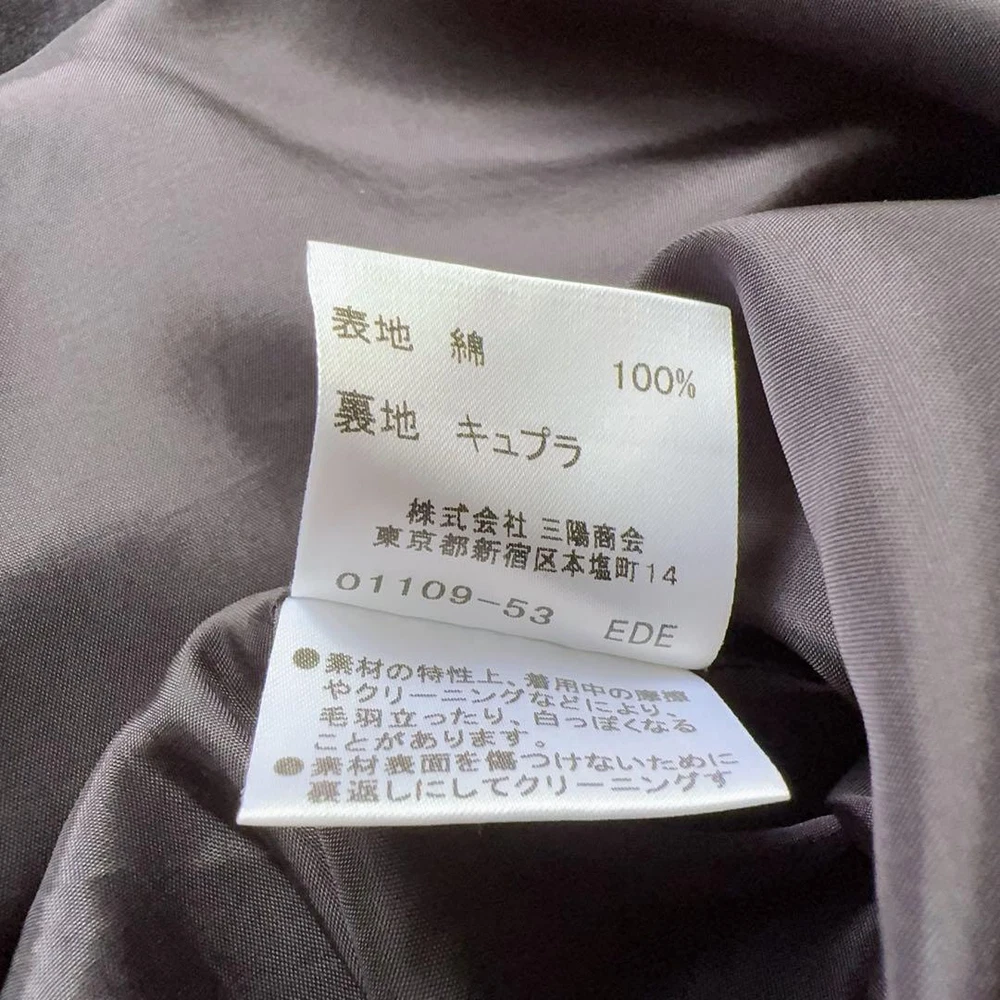 表地 綿 100%
裏地 キュプラ
株式会社 三陽商会
東京都新宿区本塩町14
01109-53 EDE
●素材の特性上、着用中の摩擦
やクリーニングなどにより、
毛羽立ったり、白っぽくなる
ことがあります。
●素材表面を傷つけないために
裏返しにしてクリーニングす